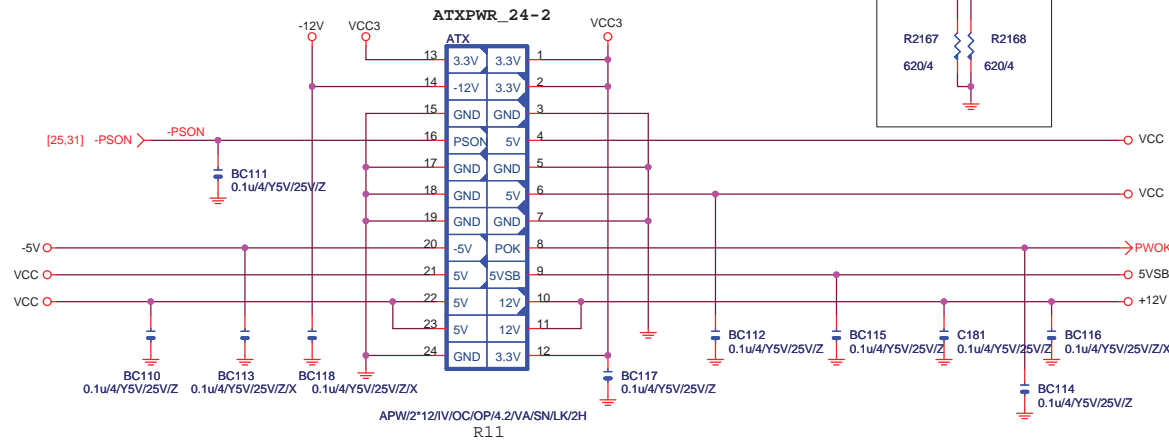 ATXPWR_24-2
-12V VCC3 VCC3
ATX
13 3.3V 3.3V 1
14 -12V 3.3V 2
15 GND GND 3
[25,31] -PSON -PSON 16 PSON 5V 4 VCC
17 GND GND 5
18 GND 5V 6 VCC
19 GND GND 7
-5V 20 -5V POK 8 PWOK
VCC 21 5V 5VSB 9 5VSB
VCC 22 5V 12V 10 +12V
23 5V 12V 11
24 GND 3.3V 12
R2167 R2168
620/4 620/4
BC111
0.1u/4/Y5V/25V/Z
BC110
0.1u/4/Y5V/25V/Z
BC113
0.1u/4/Y5V/25V/Z/X
BC118
0.1u/4/Y5V/25V/Z/X
BC117
0.1u/4/Y5V/25V/Z
BC112
0.1u/4/Y5V/25V/Z
BC115
0.1u/4/Y5V/25V/Z
C181
0.1u/4/Y5V/25V/Z
BC116
0.1u/4/Y5V/25V/Z/X
BC114
0.1u/4/Y5V/25V/Z
APW/2*12/IV/OC/OP/4.2/VA/SN/LK/2H
R11